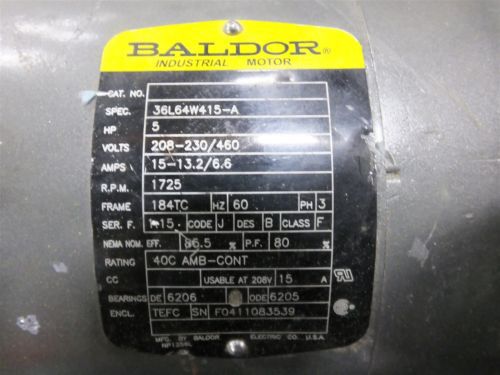 BALDOR®
INDUSTRIAL MOTOR
CAT. NO.
SPEC. 36L64W415-A
HP 5
VOLTS 208-230/460
AMPS 15-13.2/6.6
R.P.M. 1725
FRAME 184TC HZ 60 PH 3
SER. F. 1.15 CODE J DES B CLASS F
NEMA NOM. EFF. 86.5 % P.F. 80 %
RATING 40C AMB-CONT
CC USABLE AT 208V 15 A
BEARINGS DE 6206 ODE 6205
ENCL. TEFC SN F0411083539
MFG. BY BALDOR ELECTRIC CO. U.S.A.